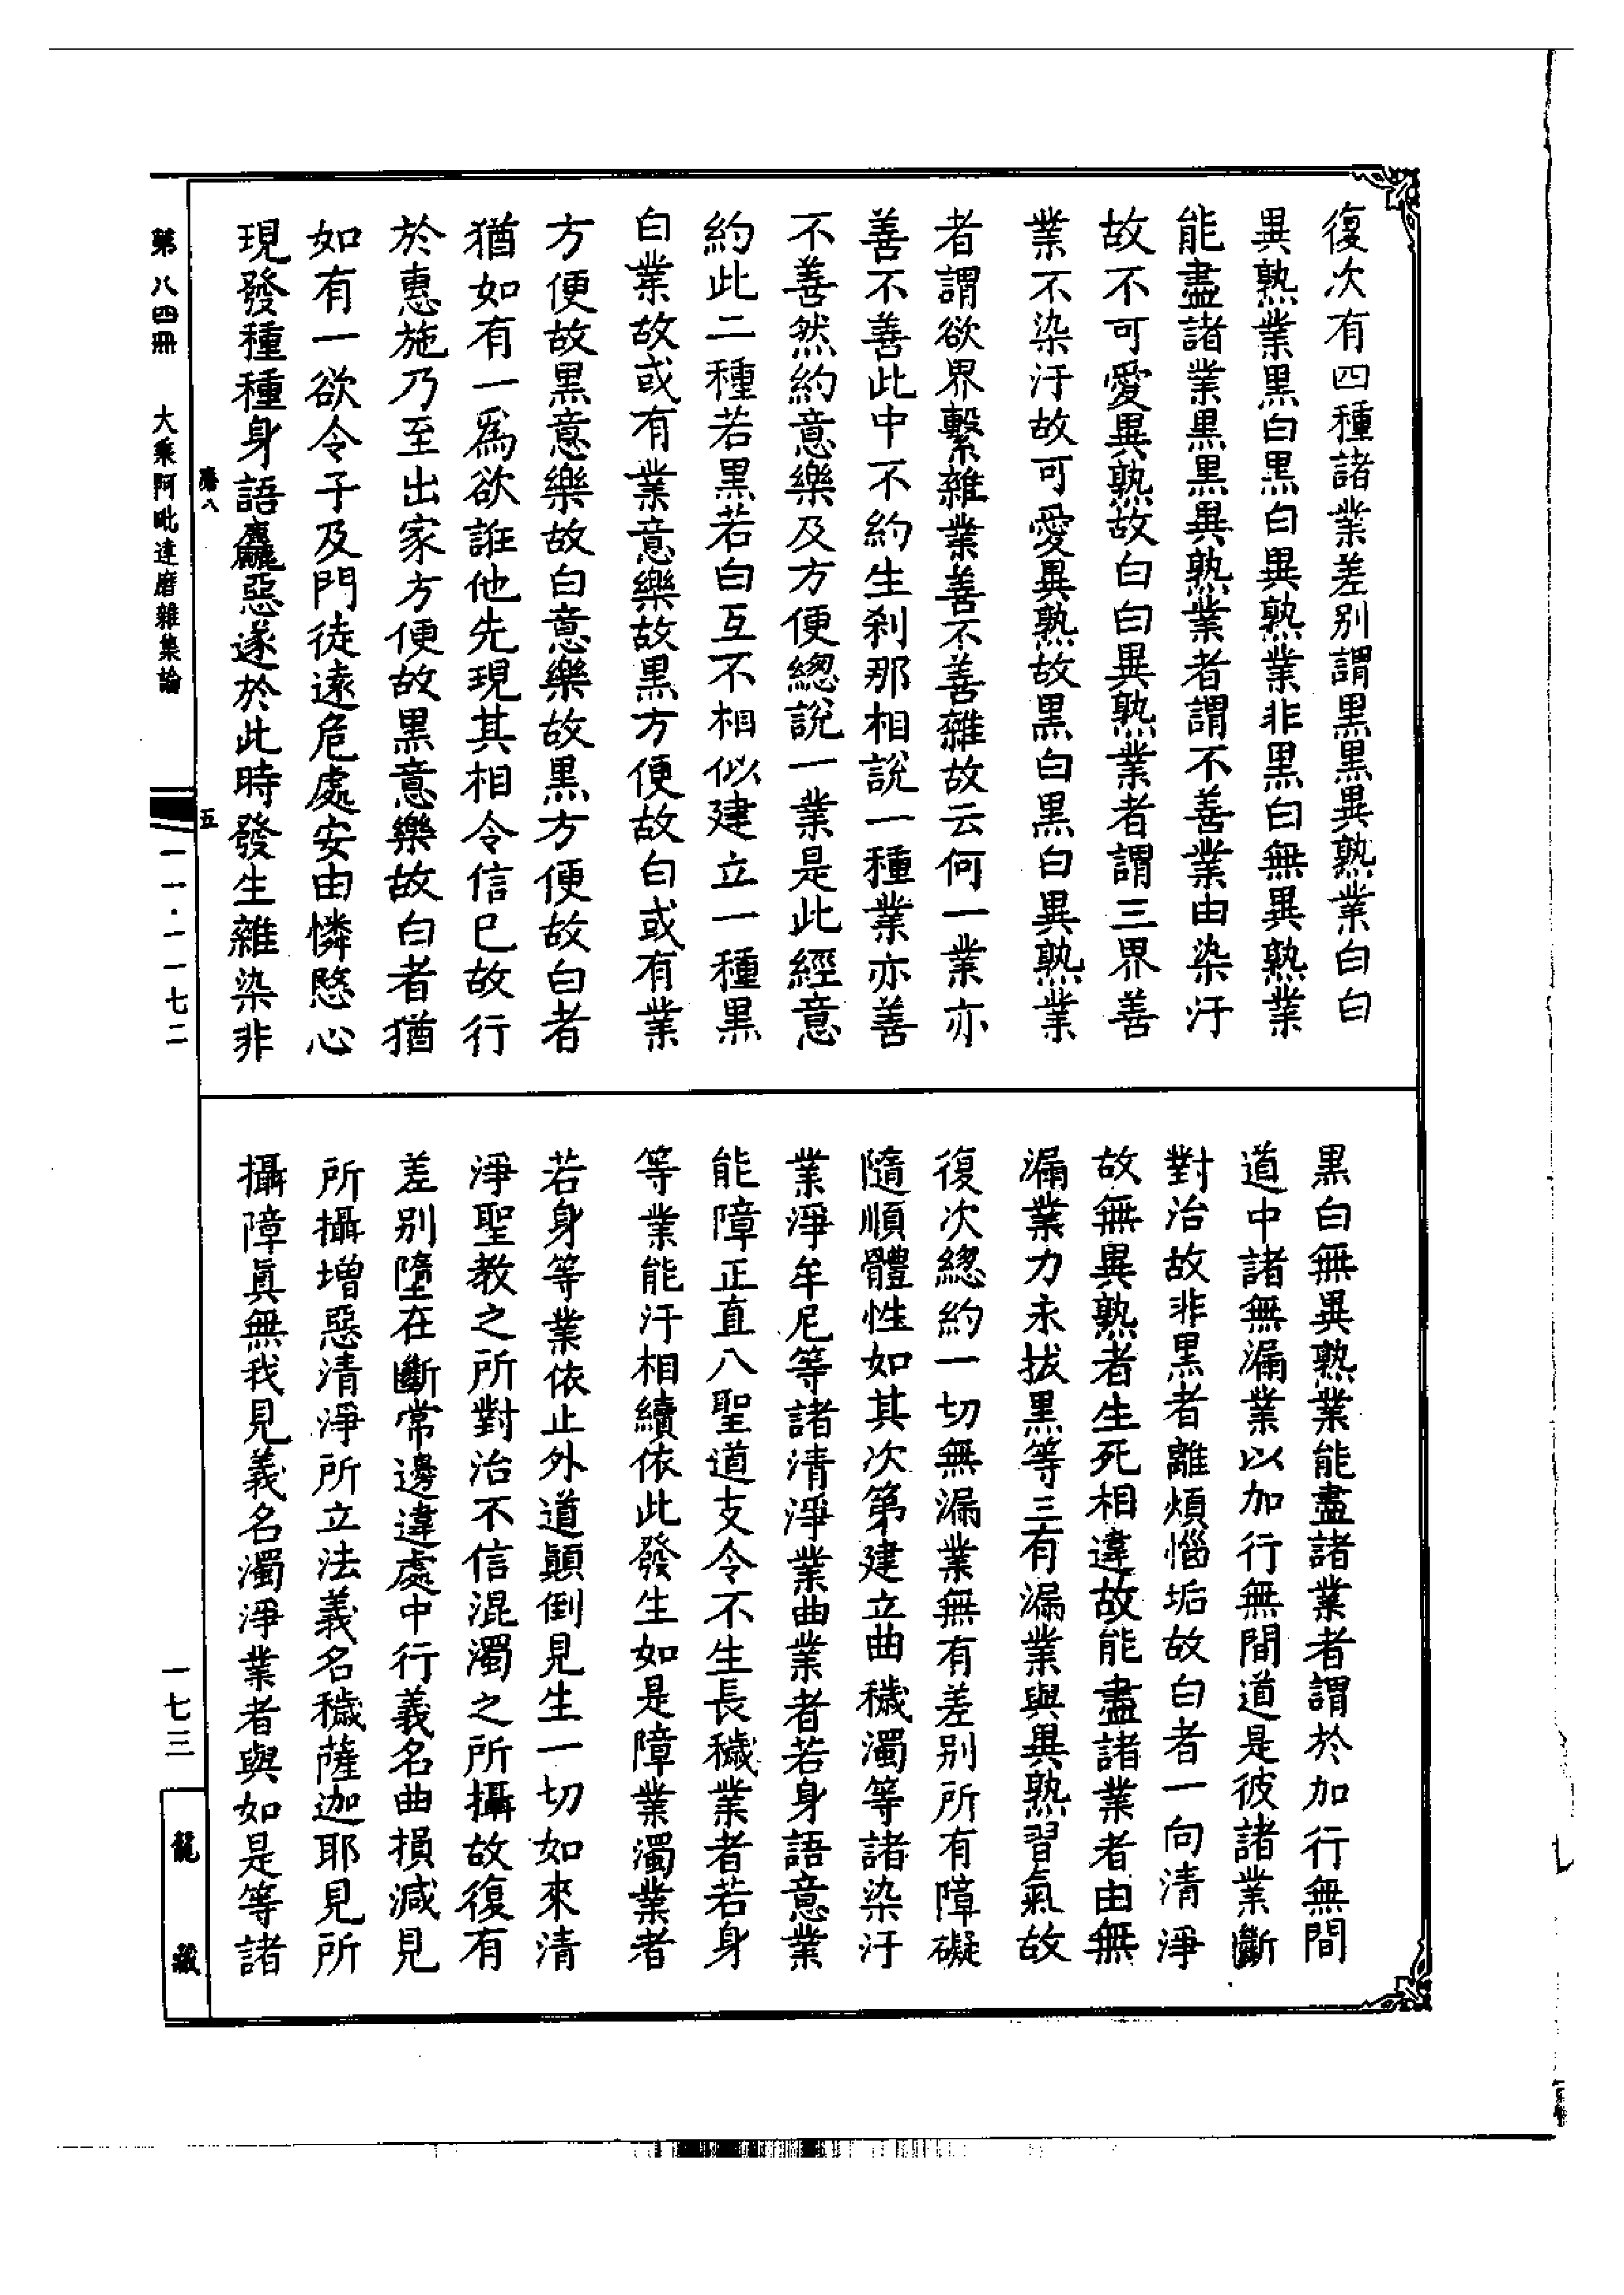 復次有四種諸業差别謂黑黑異熟業白白
異熟業黑白黑白異熟業非黑白無異熟業
能盡諸業黑黑異熟業者謂不善業由染汙
故不可愛異熟故白白異熟業者謂三界善
業不染汙故可愛異熟故黑白黑白異熟業
者謂欲界繫雜業善不善雜故云何一業亦
善不善此中不約生刹那相說一種業亦善
不善然約意樂及方便總說一業是此經意
約此二種若黑若白互不相似建立一種黑
白業故或有業意樂故黑方便故白或有業
方便故黑意樂故白意樂故黑方便故白者
猶如有一爲欲誑他先現其相令信已故行
於惠施乃至出家方便故黑意樂故白者猶
如有一欲令子及門徒遠危處安由憐愍心
現發種種身語麤惡遂於此時發生雜染非
黑白無異熟業能盡諸業者謂於加行無間
道中諸無漏業以加行無間道是彼諸業斷
對治故非黑者離煩惱垢故白者一向清淨
故無異熟者生死相違故能盡諸業者由無
漏業力永拔黑等三有漏業與異熟習氣故
復次總約一切無漏業無有差别所有障礙
隨順體性如其次第建立曲穢濁等諸染汙
業淨牟尼等諸清淨業曲業者若身語意業
能障正直八聖道支令不生長穢業者若身
等業能汙相續依此發生如是障業濁業者
若身等業依止外道顛倒見生一切如來清
淨聖教之所對治不信混濁之所攝故復有
差别墮在斷常邊違處中行義名曲損減見
所攝增惡清淨所立法義名穢薩迦耶見所
攝障眞無我見義名濁淨業者與如是等諸
磨八
五
第八四冊 大乘阿毗達磨雜集論
一一·一一七二
一七三
龍藏